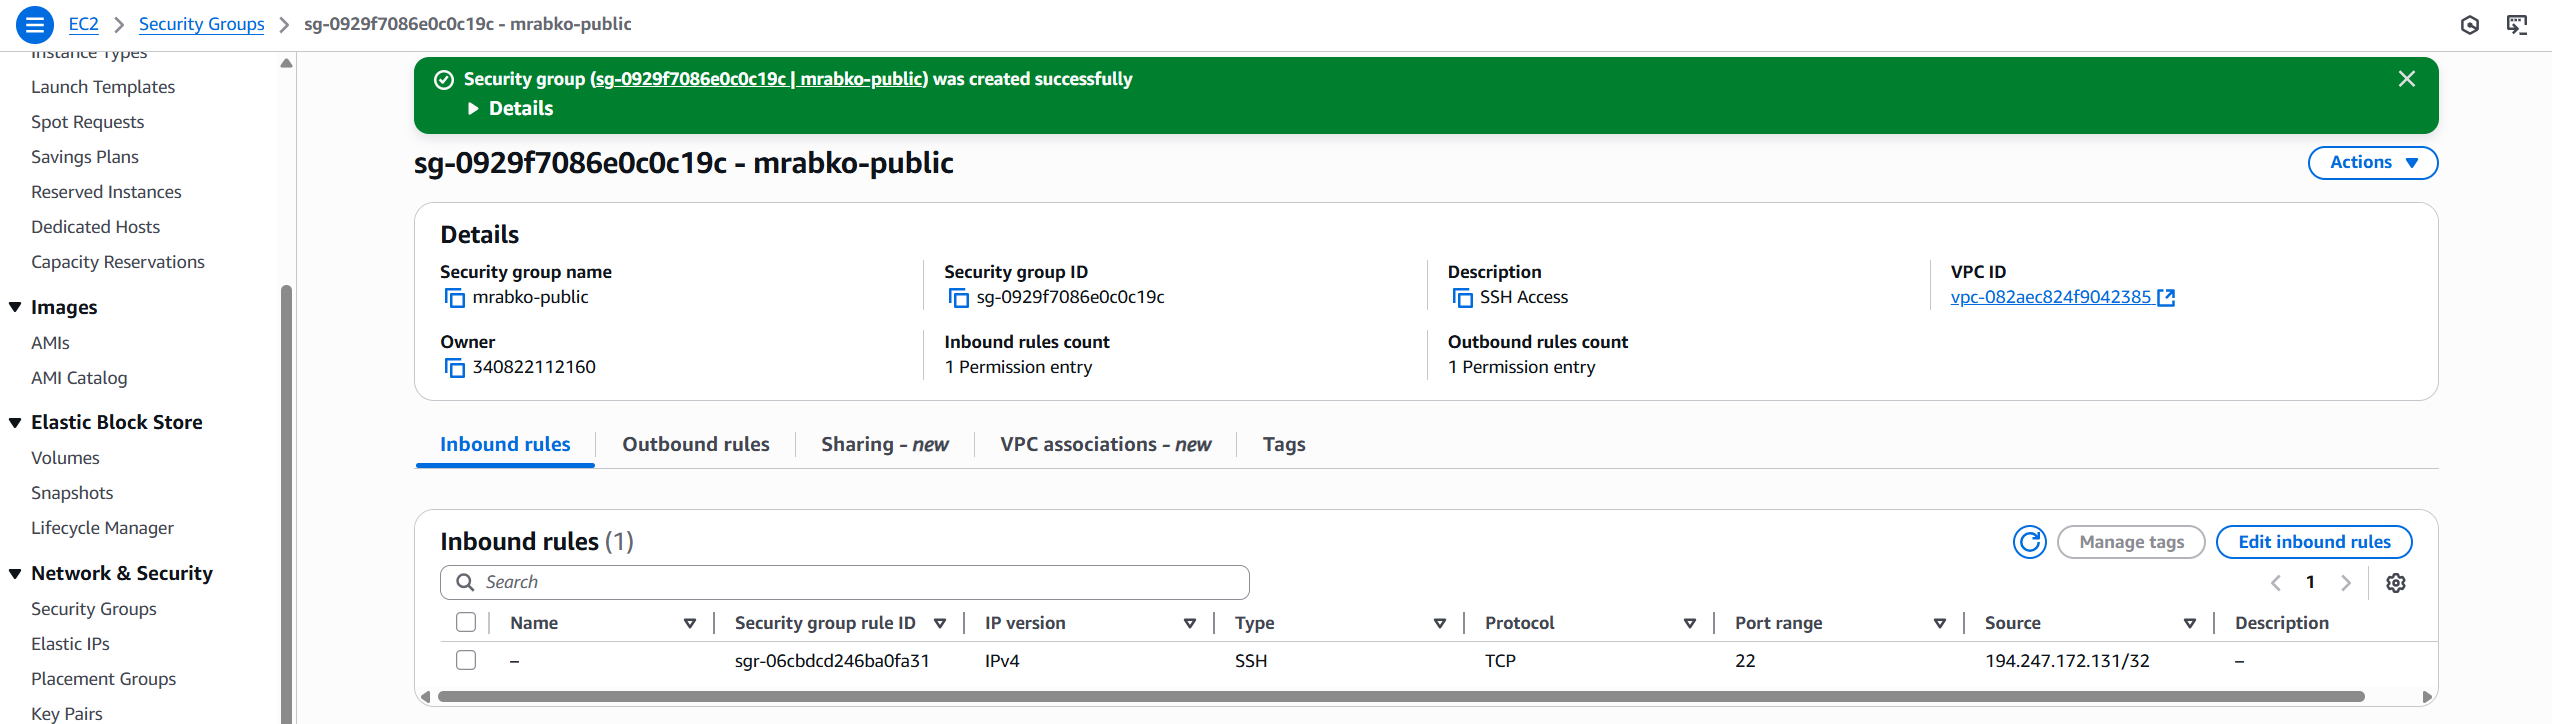 EC2 > Security Groups > sg-0929f7086e0c0c19c - mrabko-public
Instance Types
Launch Templates
Spot Requests
Savings Plans
Reserved Instances
Dedicated Hosts
Capacity Reservations
Images
AMIs
AMI Catalog
Elastic Block Store
Volumes
Snapshots
Lifecycle Manager
Network & Security
Security Groups
Elastic IPs
Placement Groups
Key Pairs
Security group (sg-0929f7086e0c0c19c | mrabko-public) was created successfully
Details
sg-0929f7086e0c0c19c - mrabko-public
Actions
Details
Security group name
mrabko-public
Security group ID
sg-0929f7086e0c0c19c
Description
SSH Access
VPC ID
vpc-082aec824f9042385
Owner
340822112160
Inbound rules count
1 Permission entry
Outbound rules count
1 Permission entry
Inbound rules Outbound rules Sharing - new VPC associations - new Tags
Inbound rules (1)
Manage tags
Edit inbound rules
Search
1
Name Security group rule ID IP version Type Protocol Port range Source Description
– sgr-06cbdcd246ba0fa31 IPv4 SSH TCP 22 194.247.172.131/32 –